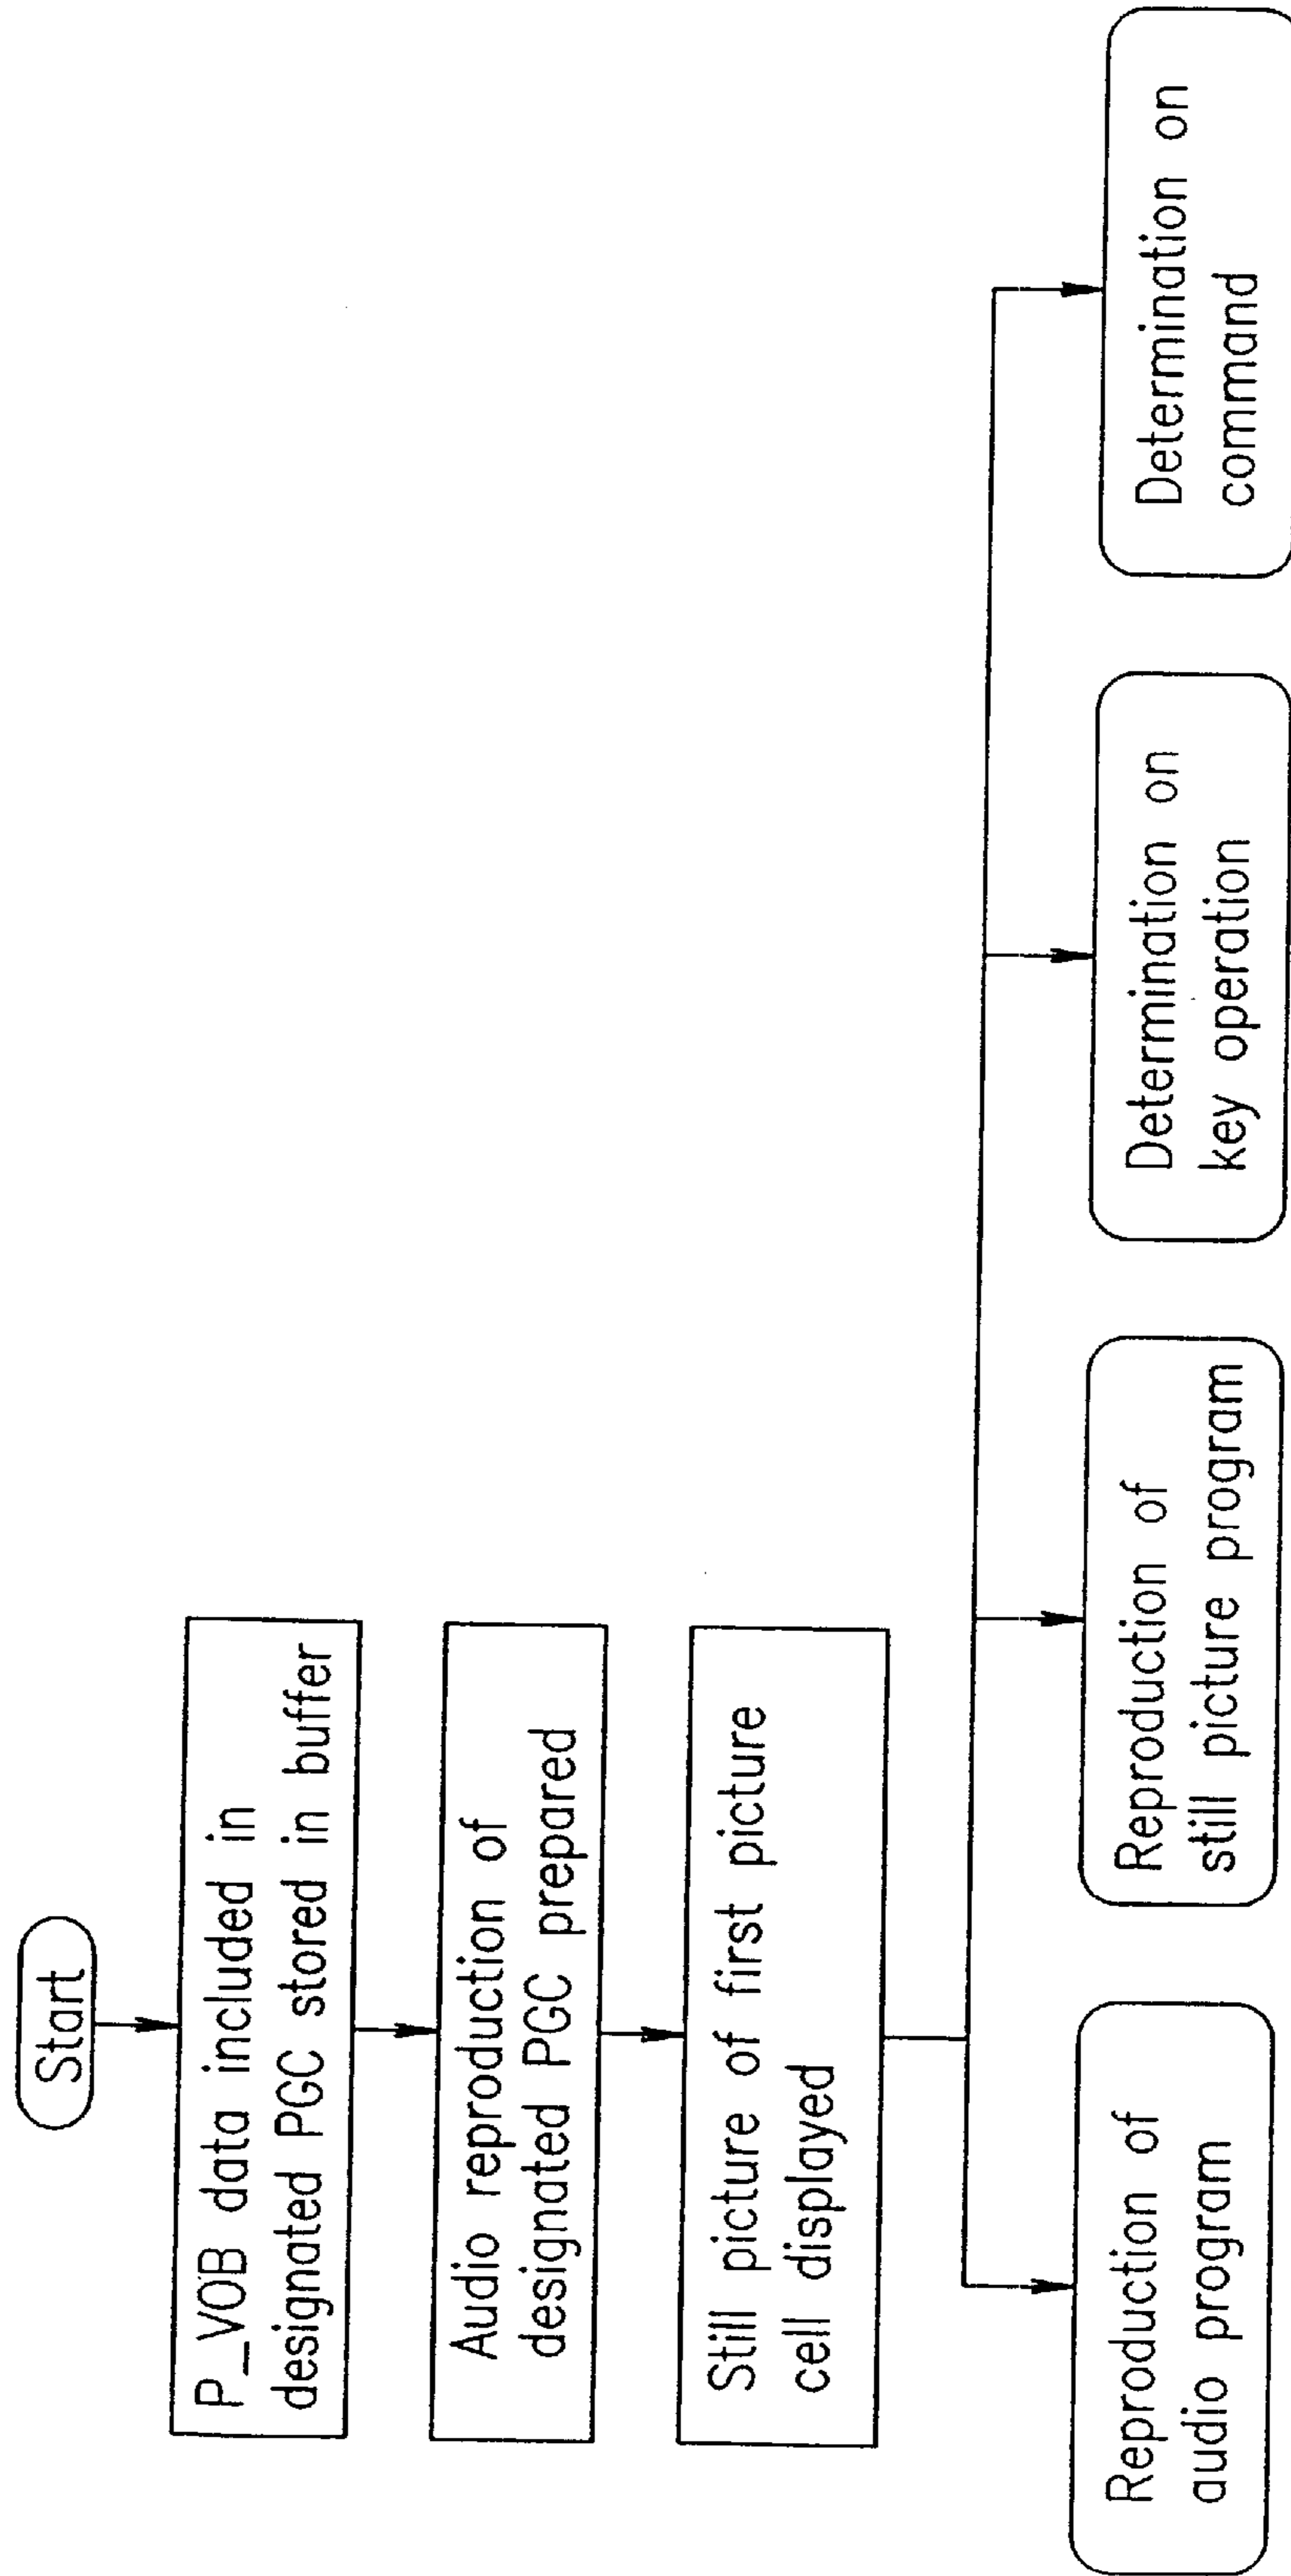 Start
P_VOB data included in
designated PGC stored in buffer
Audio reproduction of
designated PGC prepared
Still picture of first picture
cell displayed
Reproduction of
audio program
Reproduction of
still picture program
Determination on
key operation
Determination on
command